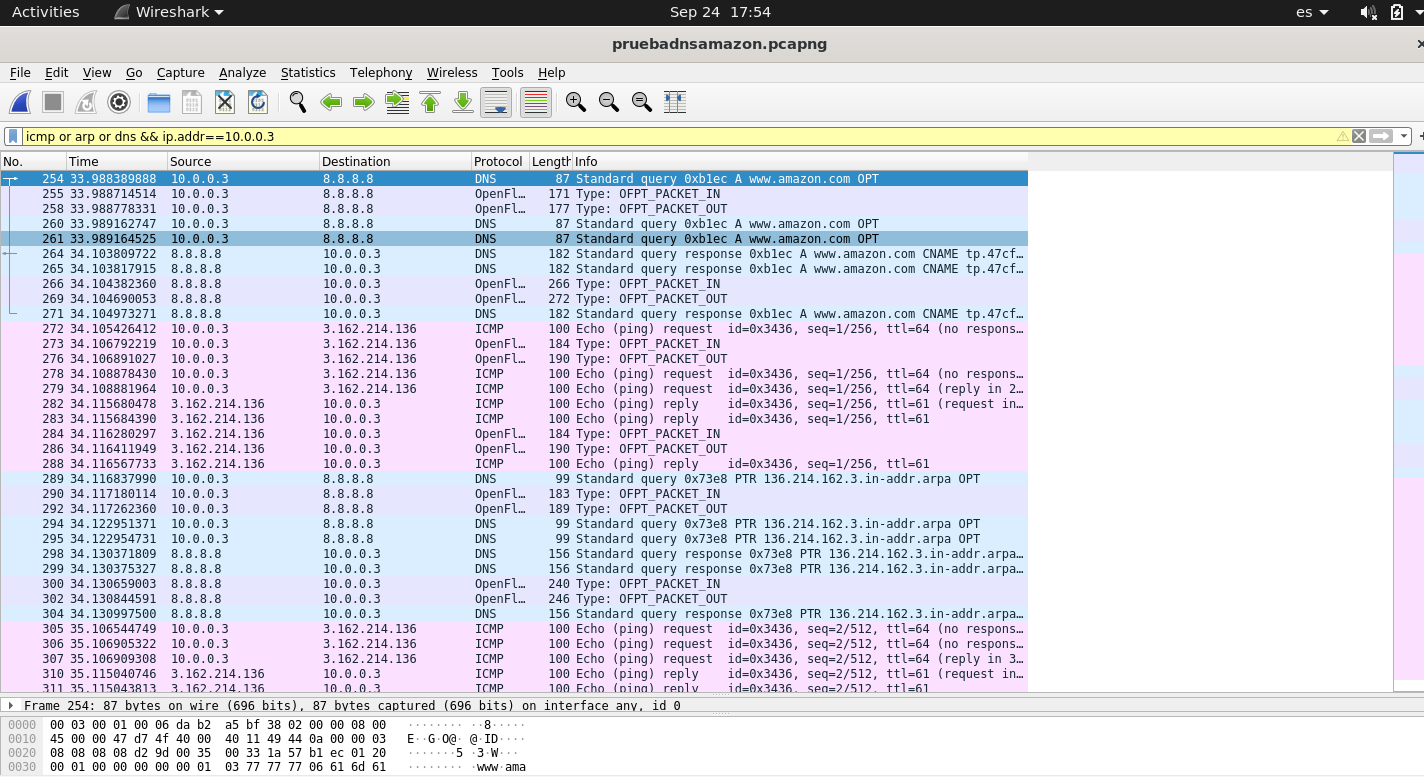 Activities Wireshark Sep 24 17:54 es
pruebadnsamazon.pcapng
File Edit View Go Capture Analyze Statistics Telephony Wireless Tools Help
icmp or arp or dns && ip.addr==10.0.0.3
No. Time Source Destination Protocol Length Info
254 33.988389888 10.0.0.3 8.8.8.8 DNS 87 Standard query 0xb1ec A www.amazon.com OPT
255 33.988714514 10.0.0.3 8.8.8.8 OpenFl… 171 Type: OFPT_PACKET_IN
258 33.988778331 10.0.0.3 8.8.8.8 OpenFl… 177 Type: OFPT_PACKET_OUT
260 33.989162747 10.0.0.3 8.8.8.8 DNS 87 Standard query 0xb1ec A www.amazon.com OPT
261 33.989164525 10.0.0.3 8.8.8.8 DNS 87 Standard query 0xb1ec A www.amazon.com OPT
264 34.103809722 8.8.8.8 10.0.0.3 DNS 182 Standard query response 0xb1ec A www.amazon.com CNAME tp.47cf…
265 34.103817915 8.8.8.8 10.0.0.3 DNS 182 Standard query response 0xb1ec A www.amazon.com CNAME tp.47cf…
266 34.104382360 8.8.8.8 10.0.0.3 OpenFl… 266 Type: OFPT_PACKET_IN
269 34.104690053 8.8.8.8 10.0.0.3 OpenFl… 272 Type: OFPT_PACKET_OUT
271 34.104973271 8.8.8.8 10.0.0.3 DNS 182 Standard query response 0xb1ec A www.amazon.com CNAME tp.47cf…
272 34.105426412 10.0.0.3 3.162.214.136 ICMP 100 Echo (ping) request id=0x3436, seq=1/256, ttl=64 (no respons…
273 34.106792219 10.0.0.3 3.162.214.136 OpenFl… 184 Type: OFPT_PACKET_IN
276 34.106891027 10.0.0.3 3.162.214.136 OpenFl… 190 Type: OFPT_PACKET_OUT
278 34.108878430 10.0.0.3 3.162.214.136 ICMP 100 Echo (ping) request id=0x3436, seq=1/256, ttl=64 (no respons…
279 34.108881964 10.0.0.3 3.162.214.136 ICMP 100 Echo (ping) request id=0x3436, seq=1/256, ttl=64 (reply in 2…
282 34.115680478 3.162.214.136 10.0.0.3 ICMP 100 Echo (ping) reply id=0x3436, seq=1/256, ttl=61 (request in…
283 34.115684390 3.162.214.136 10.0.0.3 ICMP 100 Echo (ping) reply id=0x3436, seq=1/256, ttl=61
284 34.116280297 3.162.214.136 10.0.0.3 OpenFl… 184 Type: OFPT_PACKET_IN
286 34.116411949 3.162.214.136 10.0.0.3 OpenFl… 190 Type: OFPT_PACKET_OUT
288 34.116567733 3.162.214.136 10.0.0.3 ICMP 100 Echo (ping) reply id=0x3436, seq=1/256, ttl=61
289 34.116837990 10.0.0.3 8.8.8.8 DNS 99 Standard query 0x73e8 PTR 136.214.162.3.in-addr.arpa OPT
290 34.117180114 10.0.0.3 8.8.8.8 OpenFl… 183 Type: OFPT_PACKET_IN
292 34.117262360 10.0.0.3 8.8.8.8 OpenFl… 189 Type: OFPT_PACKET_OUT
294 34.122951371 10.0.0.3 8.8.8.8 DNS 99 Standard query 0x73e8 PTR 136.214.162.3.in-addr.arpa OPT
295 34.122954731 10.0.0.3 8.8.8.8 DNS 99 Standard query 0x73e8 PTR 136.214.162.3.in-addr.arpa OPT
298 34.130371809 8.8.8.8 10.0.0.3 DNS 156 Standard query response 0x73e8 PTR 136.214.162.3.in-addr.arpa…
299 34.130375327 8.8.8.8 10.0.0.3 DNS 156 Standard query response 0x73e8 PTR 136.214.162.3.in-addr.arpa…
300 34.130659003 8.8.8.8 10.0.0.3 OpenFl… 240 Type: OFPT_PACKET_IN
302 34.130844591 8.8.8.8 10.0.0.3 OpenFl… 246 Type: OFPT_PACKET_OUT
304 34.130997500 8.8.8.8 10.0.0.3 DNS 156 Standard query response 0x73e8 PTR 136.214.162.3.in-addr.arpa…
305 35.106544749 10.0.0.3 3.162.214.136 ICMP 100 Echo (ping) request id=0x3436, seq=2/512, ttl=64 (no respons…
306 35.106905322 10.0.0.3 3.162.214.136 ICMP 100 Echo (ping) request id=0x3436, seq=2/512, ttl=64 (no respons…
307 35.106909308 10.0.0.3 3.162.214.136 ICMP 100 Echo (ping) request id=0x3436, seq=2/512, ttl=64 (reply in 3…
310 35.115040746 3.162.214.136 10.0.0.3 ICMP 100 Echo (ping) reply id=0x3436, seq=2/512, ttl=61 (request in…
311 35.115043813 3.162.214.136 10.0.0.3 ICMP 100 Echo (ping) reply id=0x3436, seq=2/512, ttl=61
Frame 254: 87 bytes on wire (696 bits), 87 bytes captured (696 bits) on interface any, id 0
0000 00 03 00 01 00 06 da b2 a5 bf 38 02 00 00 08 00 ········ ··8·····
0010 45 00 00 47 d7 4f 40 00 40 11 49 44 0a 00 00 03 E··G·O@· @·ID····
0020 08 08 08 08 d2 9d 00 35 00 33 1a 57 b1 ec 01 20 ·······5 ·3·W···
0030 00 01 00 00 00 00 00 01 03 77 77 77 06 61 6d 61 ········ ·www·ama